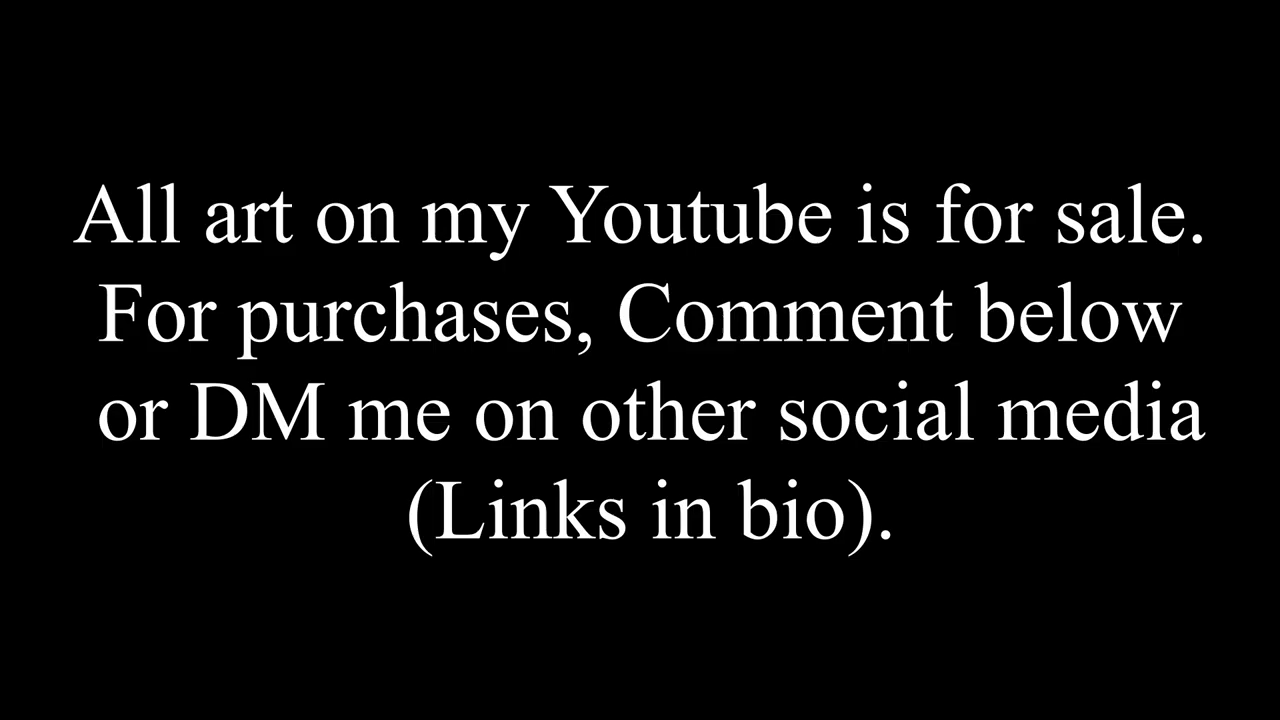 All art on my Youtube is for sale.
For purchases, Comment below
or DM me on other social media
(Links in bio).